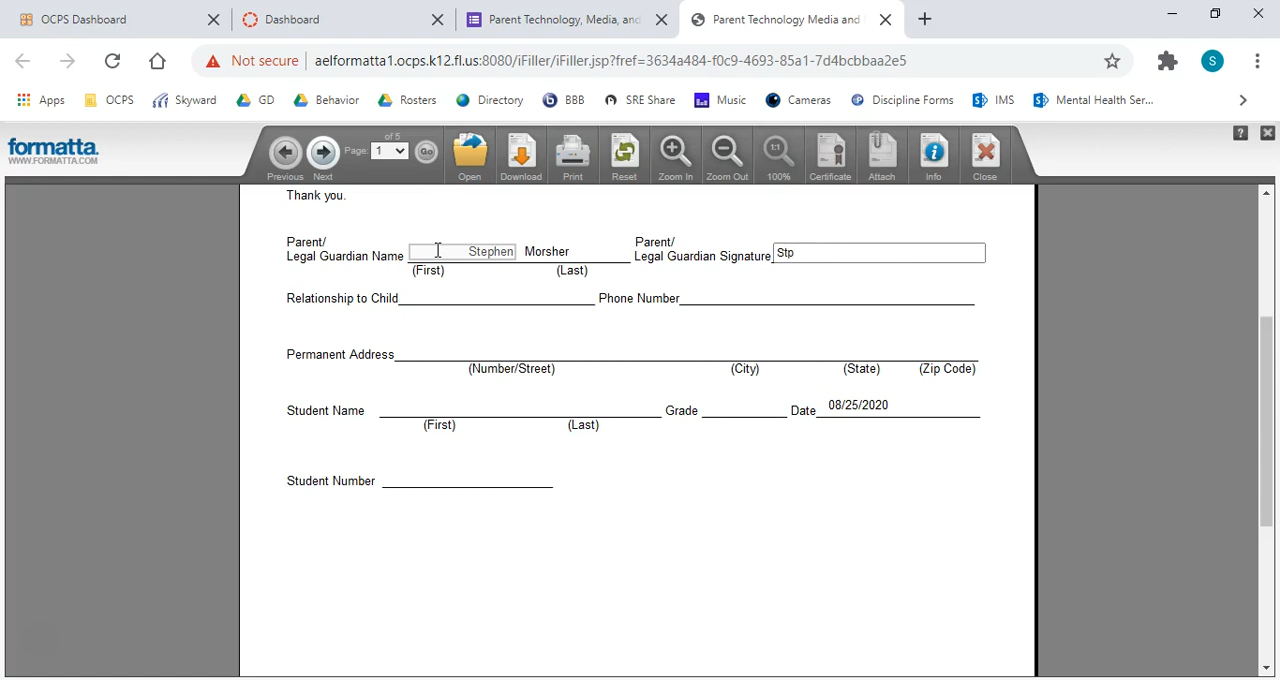 OCPS Dashboard
Dashboard
Parent Technology, Media, and
Parent Technology Media and
Not secure
aelformatta1.ocps.k12.fl.us:8080/iFiller/iFiller.jsp?fref=3634a484-f0c9-4693-85a1-7d4bcbbaa2e5
S
Apps
OCPS
Skyward
GD
Behavior
Rosters
Directory
BBB
SRE Share
Music
Cameras
Discipline Forms
IMS
Mental Health Ser...
formatta.
WWW.FORMATTA.COM
Previous
Next
Page: 1 of 5
Go
Open
Download
Print
Reset
Zoom In
Zoom Out
1:1
100%
Certificate
Attach
Info
Close
?
Thank you.
Parent/
Legal Guardian Name Stephen Morsher
(First) (Last)
Parent/
Legal Guardian Signature Stp
Relationship to Child Phone Number
Permanent Address
(Number/Street) (City) (State) (Zip Code)
Student Name Grade Date 08/25/2020
(First) (Last)
Student Number